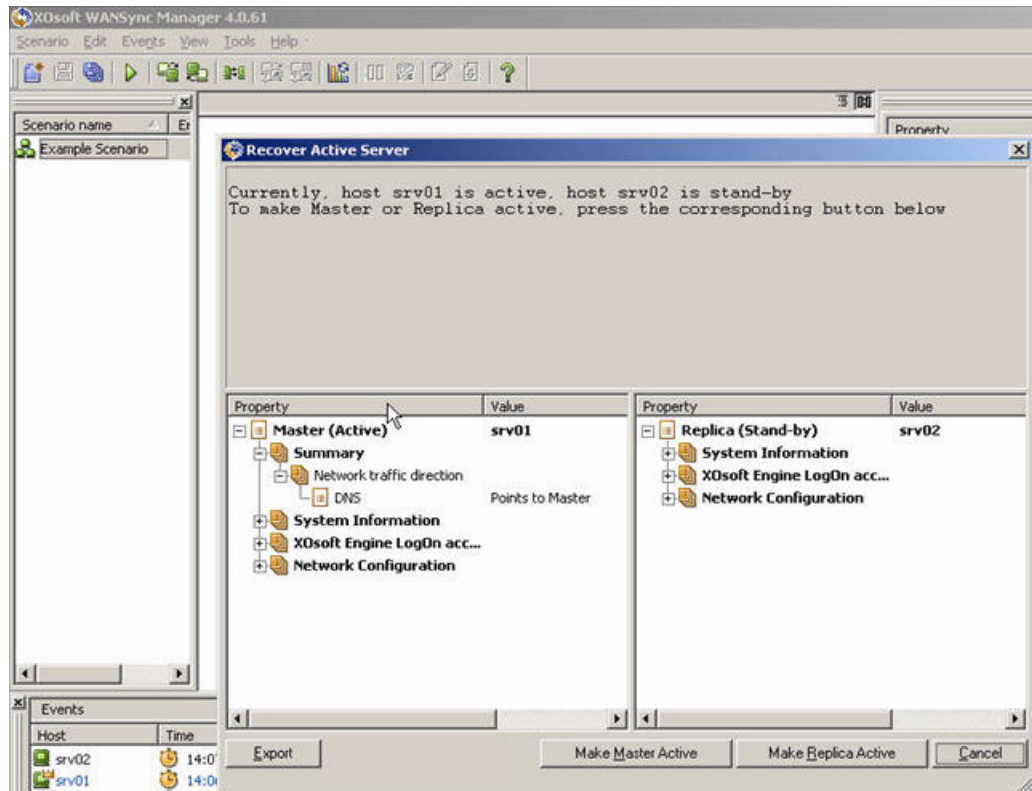 XOsoft WANSync Manager 4.0.61
Scenario Edit Events View Tools Help
Scenario name
Example Scenario
Property
Recover Active Server
Currently, host srv01 is active, host srv02 is stand-by
To make Master or Replica active, press the corresponding button below
Property Value
Master (Active) srv01
Summary
Network traffic direction
DNS Points to Master
System Information
XOsoft Engine LogOn acc...
Network Configuration
Property Value
Replica (Stand-by) srv02
System Information
XOsoft Engine LogOn acc...
Network Configuration
Export Make Master Active Make Replica Active Cancel
Events
Host Time
srv02
srv01